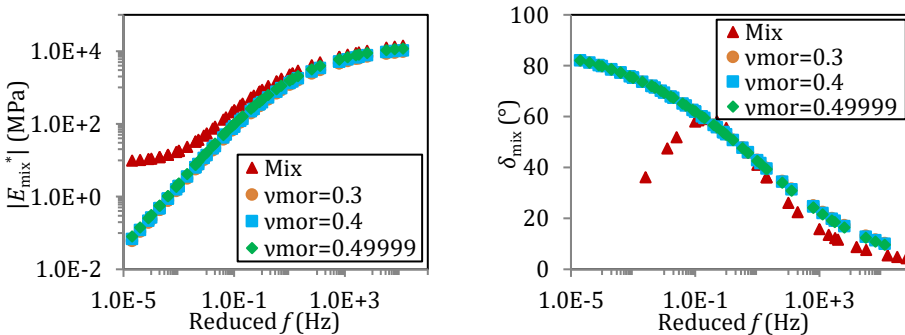 |E*mix| (MPa)
1.0E+4
1.0E+2
1.0E+0
1.0E-2
1.0E-5
1.0E-1
1.0E+3
Reduced f (Hz)
Mix
νmor=0.3
νmor=0.4
νmor=0.49999
δmix (°)
100
80
60
40
20
0
1.0E-5
1.0E-1
1.0E+3
Reduced f (Hz)
Mix
νmor=0.3
νmor=0.4
νmor=0.49999